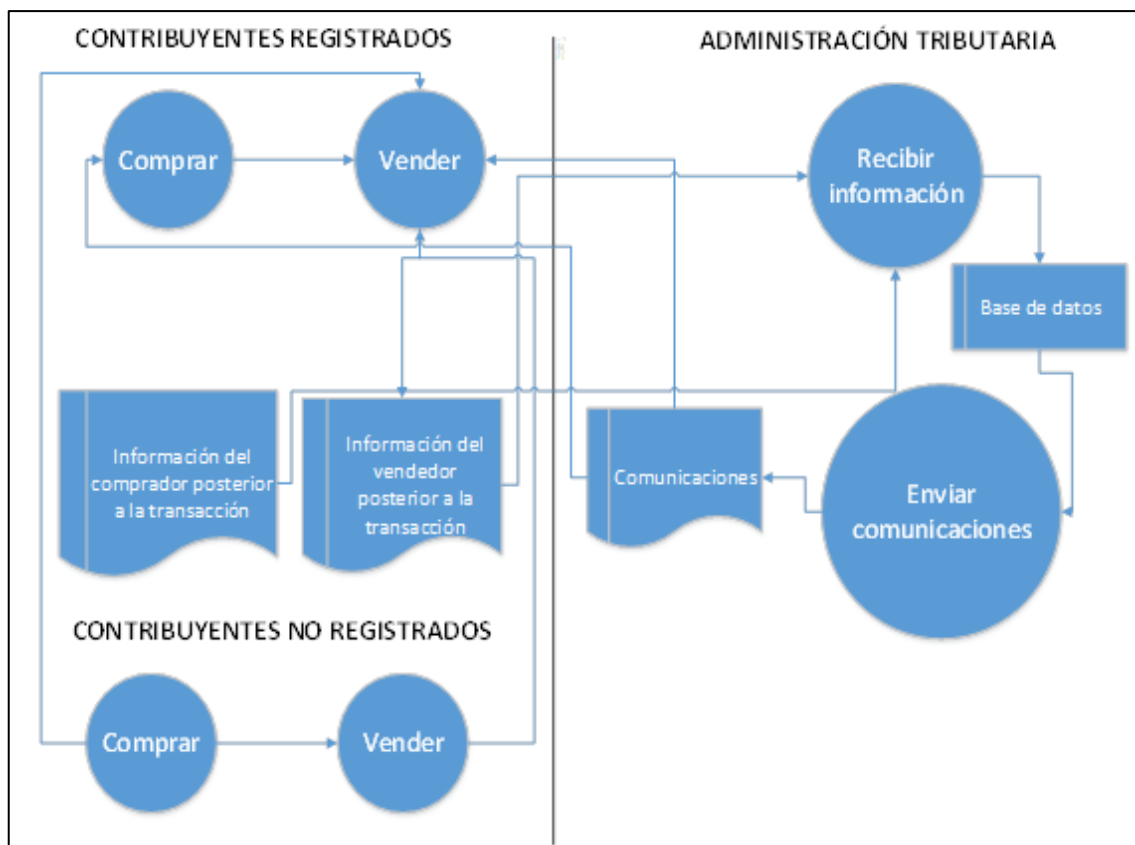 CONTRIBUYENTES REGISTRADOS
ADMINISTRACIÓN TRIBUTARIA
Comprar
Vender
Recibir
información
Base de datos
Información del
comprador posterior
a la transacción
Información del
vendedor
posterior a la
transacción
Comunicaciones
Enviar
comunicaciones
CONTRIBUYENTES NO REGISTRADOS
Comprar
Vender